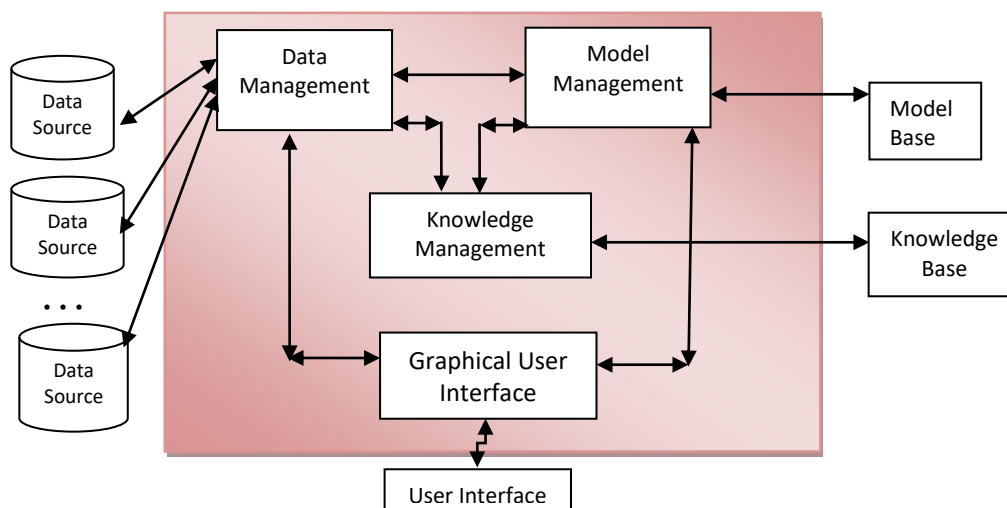 Data
Source
Data
Source
. . .
Data
Source
Data
Management
Model
Management
Knowledge
Management
Graphical User
Interface
User Interface
Model
Base
Knowledge
Base